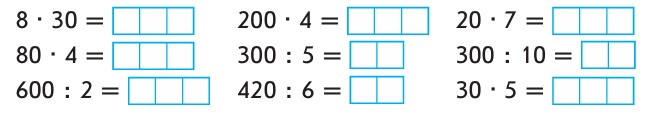 8 · 30 = 200 · 4 = 20 · 7 =
80 · 4 = 300 : 5 = 300 : 10 =
600 : 2 = 420 : 6 = 30 · 5 =